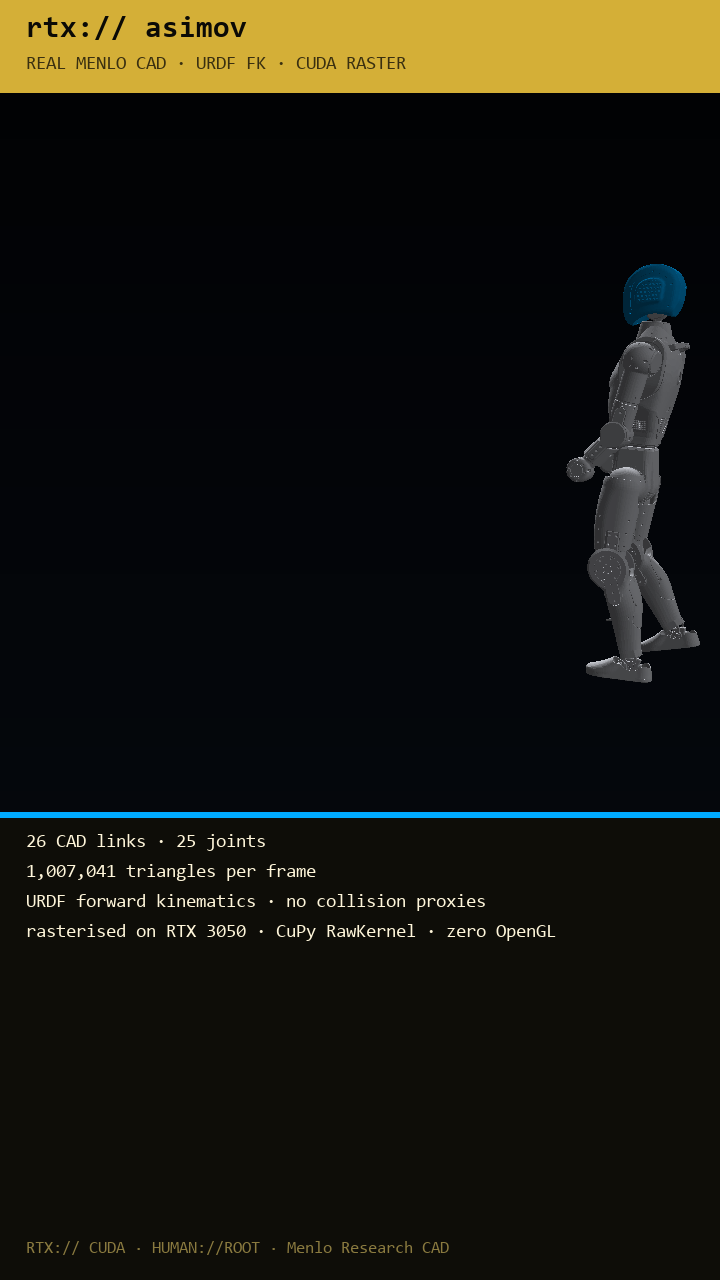 rtx:// asimov
REAL MENLO CAD · URDF FK · CUDA RASTER
26 CAD links · 25 joints
1,007,041 triangles per frame
URDF forward kinematics · no collision proxies
rasterised on RTX 3050 · CuPy RawKernel · zero OpenGL
RTX:// CUDA · HUMAN://ROOT · Menlo Research CAD